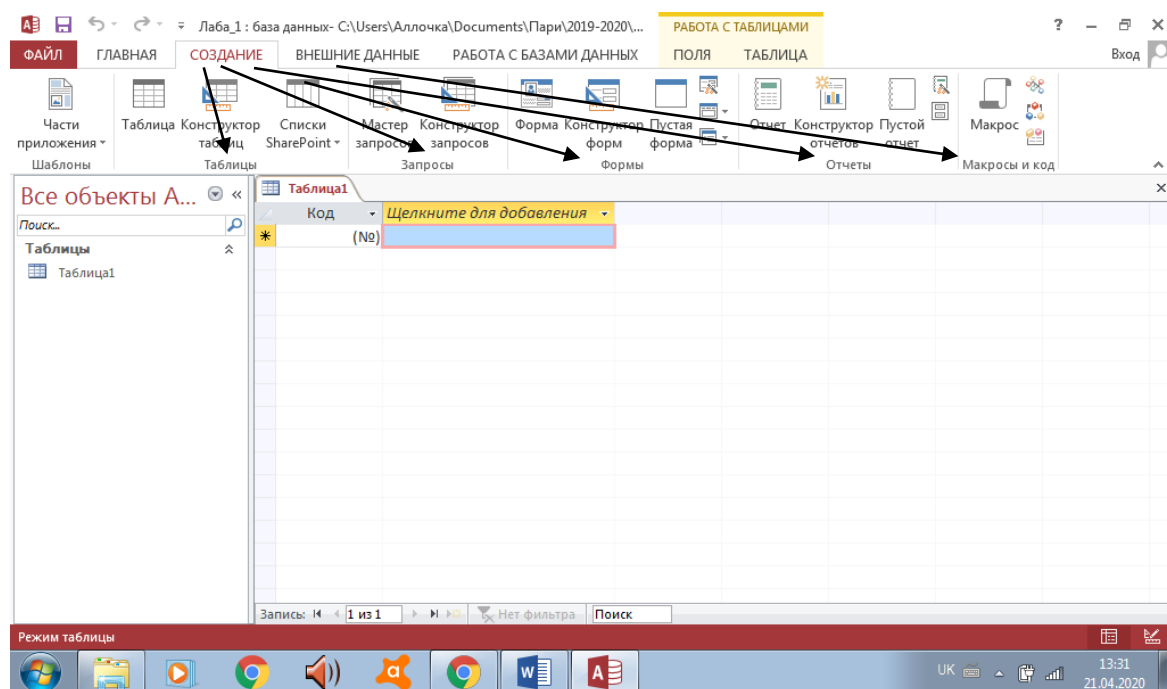 Лаба_1 : база данных- C:\Users\Аллочка\Documents\Пари\2019-2020\... РАБОТА С ТАБЛИЦАМИ ?
ФАЙЛ ГЛАВНАЯ СОЗДАНИЕ ВНЕШНИЕ ДАННЫЕ РАБОТА С БАЗАМИ ДАННЫХ ПОЛЯ ТАБЛИЦА Вход
Части Таблица Конструктор Списки Мастер Конструктор Форма Конструктор Пустая Отчет Конструктор Пустой Макрос
приложения таблиц SharePoint запросов запросов форм форма отчетов отчет
Шаблоны Таблицы Запросы Формы Отчеты Макросы и код
Все объекты A...
Таблица1
Код Щелкните для добавления
Поиск...
(№)
Таблицы
Таблица1
Запись: 1 из 1 Нет фильтра Поиск
Режим таблицы
UK 13:31
21.04.2020